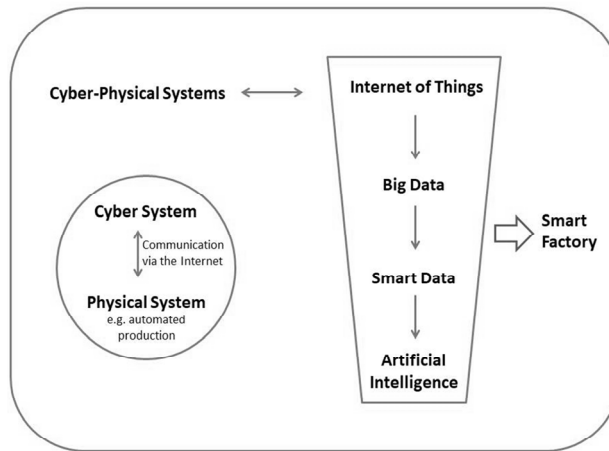 Cyber-Physical Systems
Cyber System
Communication
via the Internet
Physical System
e.g. automated
production
Internet of Things
Big Data
Smart Data
Artificial
Intelligence
Smart
Factory